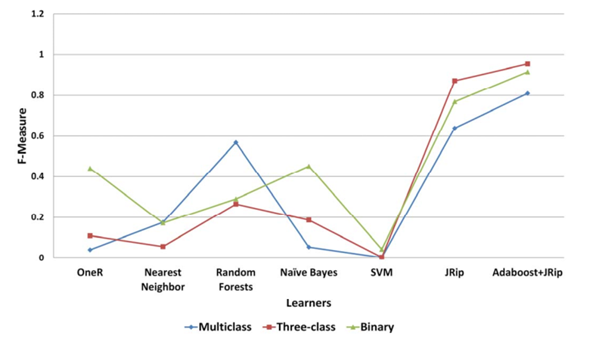 1.2
1
0.8
0.6
0.4
0.2
0
F-Measure
OneR
Nearest
Neighbor
Random
Forests
Naïve Bayes
SVM
JRip
Adaboost+JRip
Learners
Multiclass
Three-class
Binary